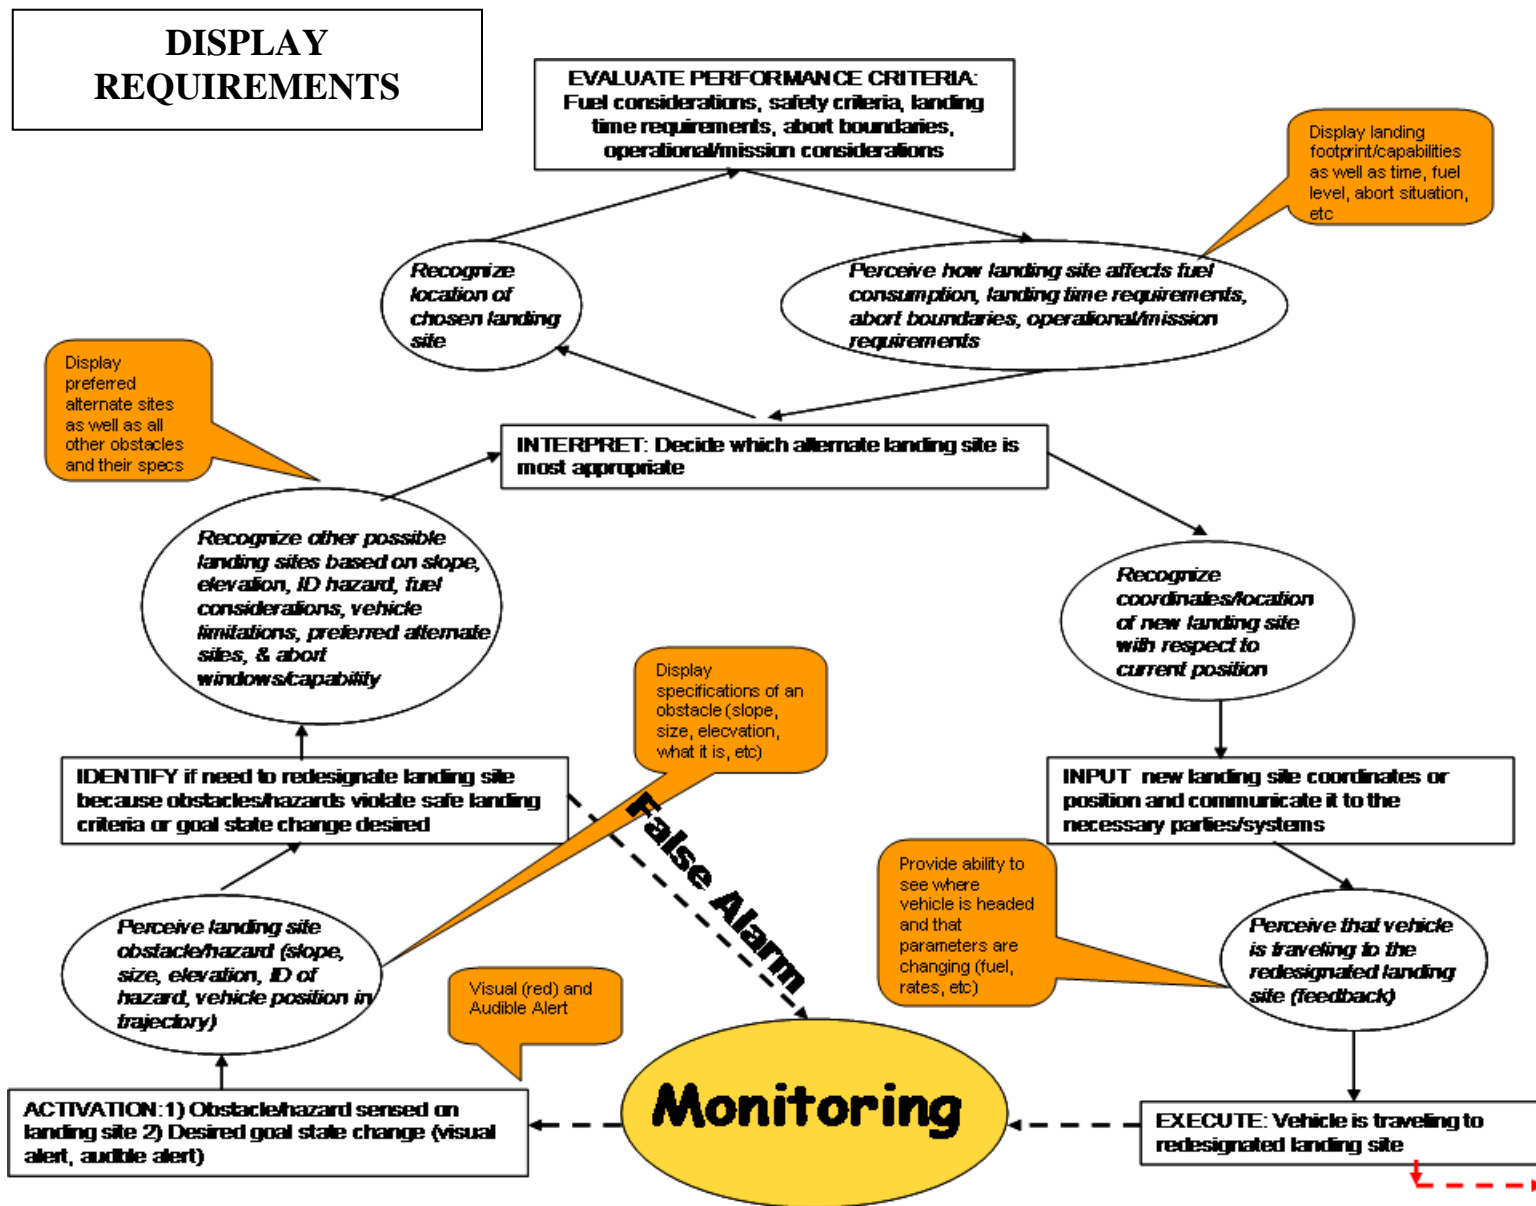 DISPLAY
REQUIREMENTS
EVALUATE PERFORMANCE CRITERIA:
Fuel considerations, safety criteria, landing
time requirements, abort boundaries,
operational/mission considerations
Display landing
footprint/capabilities
as well as time, fuel
level, abort situation,
etc
Recognize
location of
chosen landing
site
Perceive how landing site affects fuel
consumption, landing time requirements,
abort boundaries, operational/mission
requirements
Display
preferred
alternate sites
as well as all
other obstacles
and their specs
INTERPRET: Decide which alternate landing site is
most appropriate
Recognize other possible
landing sites based on slope,
elevation, ID hazard, fuel
considerations, vehicle
limitations, preferred alternate
sites, & abort
windows/capability
Recognize
coordinates/location
of new landing site
with respect to
current position
Display
specifications of an
obstacle (slope,
size, elecvation,
what it is, etc)
IDENTIFY if need to redesignate landing site
because obstacles/hazards violate safe landing
criteria or goal state change desired
INPUT new landing site coordinates or
position and communicate it to the
necessary parties/systems
False Alarm
Provide ability to
see where
vehicle is headed
and that
parameters are
changing (fuel,
rates, etc)
Perceive landing site
obstacle/hazard (slope,
size, elevation, ID of
hazard, vehicle position in
trajectory)
Perceive that vehicle
is traveling to the
redesignated landing
site (feedback)
Visual (red) and
Audible Alert
Monitoring
ACTIVATION:1) Obstacle/hazard sensed on
landing site 2) Desired goal state change (visual
alert, audible alert)
EXECUTE: Vehicle is traveling to
redesignated landing site